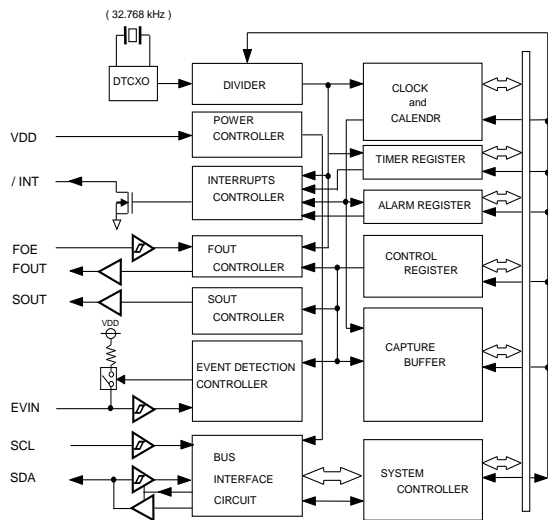 ( 32.768 kHz )
DTCXO
DIVIDER
CLOCK
and
CALENDR
POWER
CONTROLLER
VDD
TIMER REGISTER
/ INT
INTERRUPTS
CONTROLLER
ALARM REGISTER
FOE
FOUT
FOUT
CONTROLLER
CONTROL
REGISTER
SOUT
SOUT
CONTROLLER
VDD
EVENT DETECTION
CONTROLLER
CAPTURE
BUFFER
EVIN
SCL
SDA
BUS
INTERFACE
CIRCUIT
SYSTEM
CONTROLLER